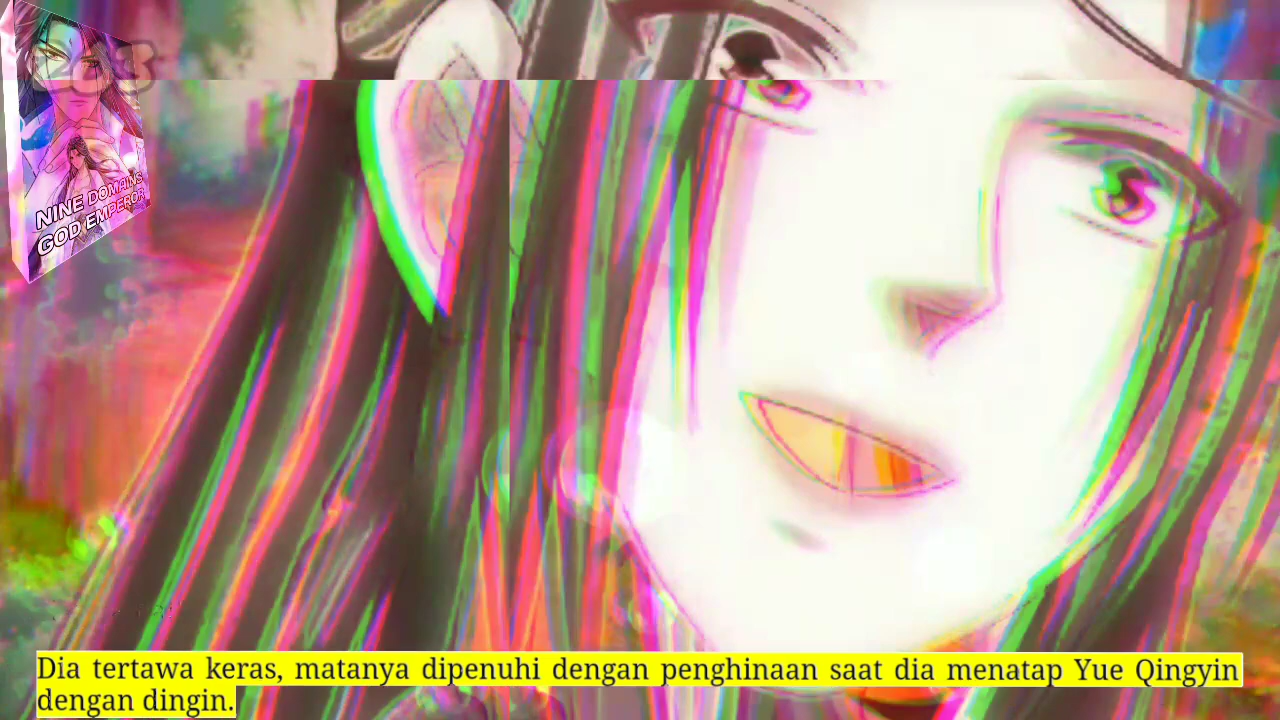 NINE DOMAINS
GOD EMPEROR
Dia tertawa keras, matanya dipenuhi dengan penghinaan saat dia menatap Yue Qingyin
dengan dingin.